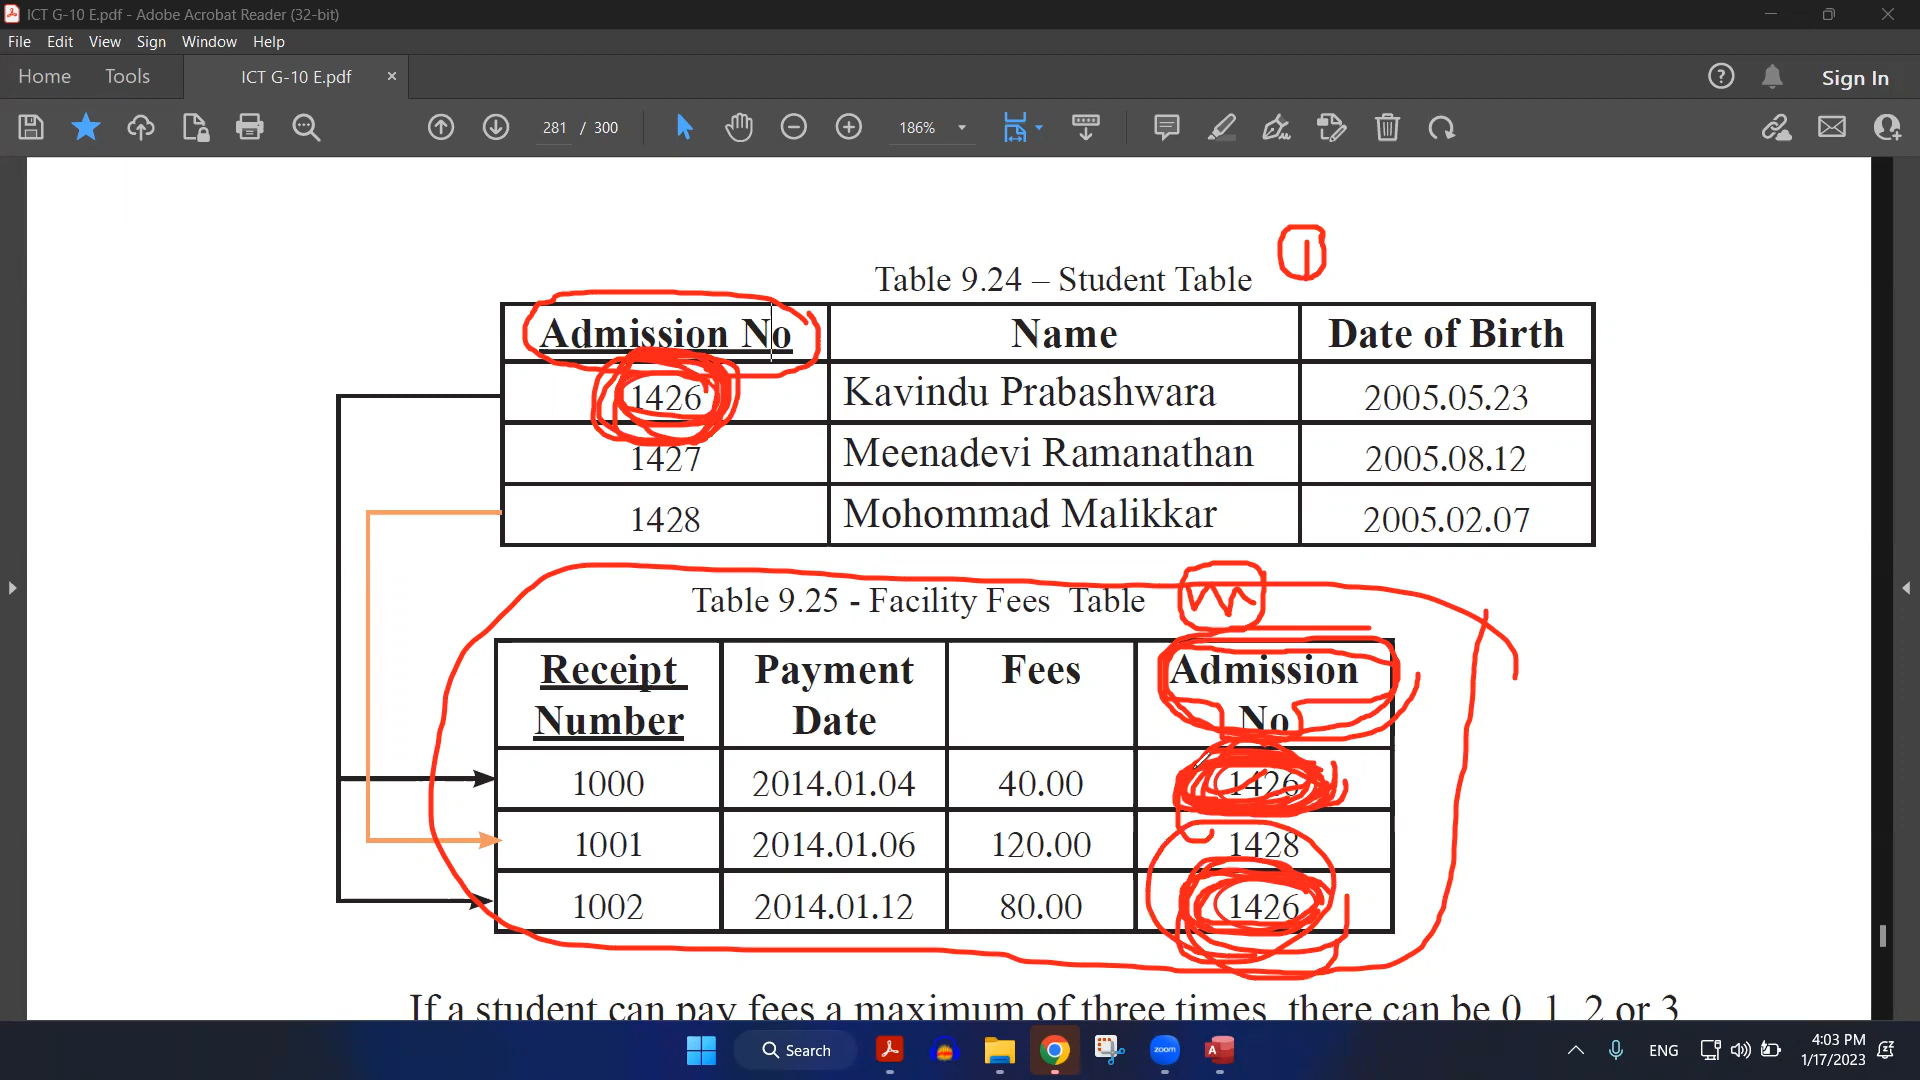 ICT G-10 E.pdf - Adobe Acrobat Reader (32-bit)
File Edit View Sign Window Help
Home Tools ICT G-10 E.pdf × Sign In
281 / 300 186%
1
Table 9.24 – Student Table
Admission No Name Date of Birth
1426 Kavindu Prabashwara 2005.05.23
1427 Meenadevi Ramanathan 2005.08.12
1428 Mohommad Malikkar 2005.02.07
Table 9.25 - Facility Fees Table
Receipt Number Payment Date Fees Admission No
1000 2014.01.04 40.00 1426
1001 2014.01.06 120.00 1428
1002 2014.01.12 80.00 1426
If a student can pay fees a maximum of three times, there can be 0, 1, 2 or 3
Search zoom ENG 4:03 PM
1/17/2023